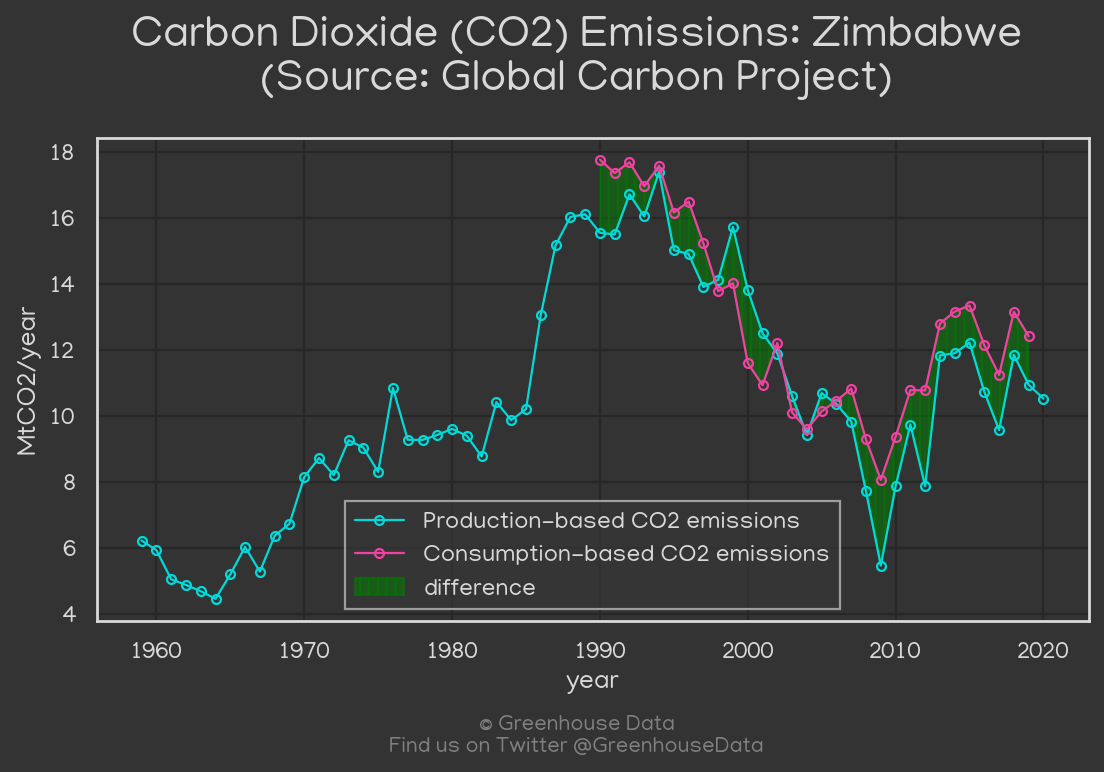 Carbon Dioxide (CO2) Emissions: Zimbabwe
(Source: Global Carbon Project)
18
16
14
12
10
8
6
4
MtCO2/year
Production-based CO2 emissions
Consumption-based CO2 emissions
difference
1960 1970 1980 1990 2000 2010 2020
year
© Greenhouse Data
Find us on Twitter @GreenhouseData